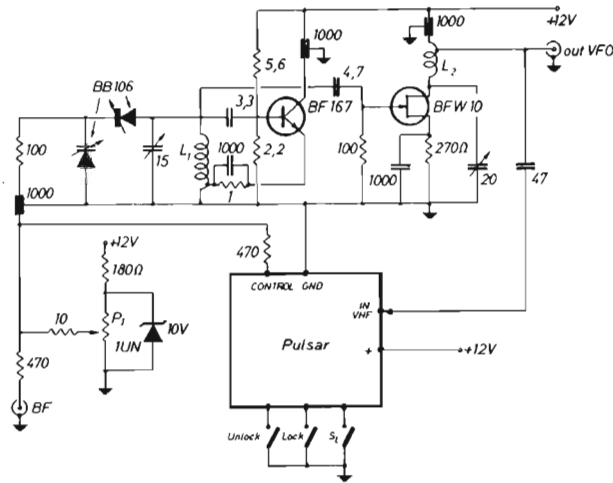 1000
1000
+12V
out VFO
L2
5,6
4,7
BB106
3,3
BF167
BFW10
100
15
L1
1000
2,2
1
100
1000
270Ω
20
47
1000
+12V
180Ω
470
CONTROL GND
IN
VHF
10
P1
1UN
10V
Pulsar
+
+12V
470
BF
Unlock
Lock
SL